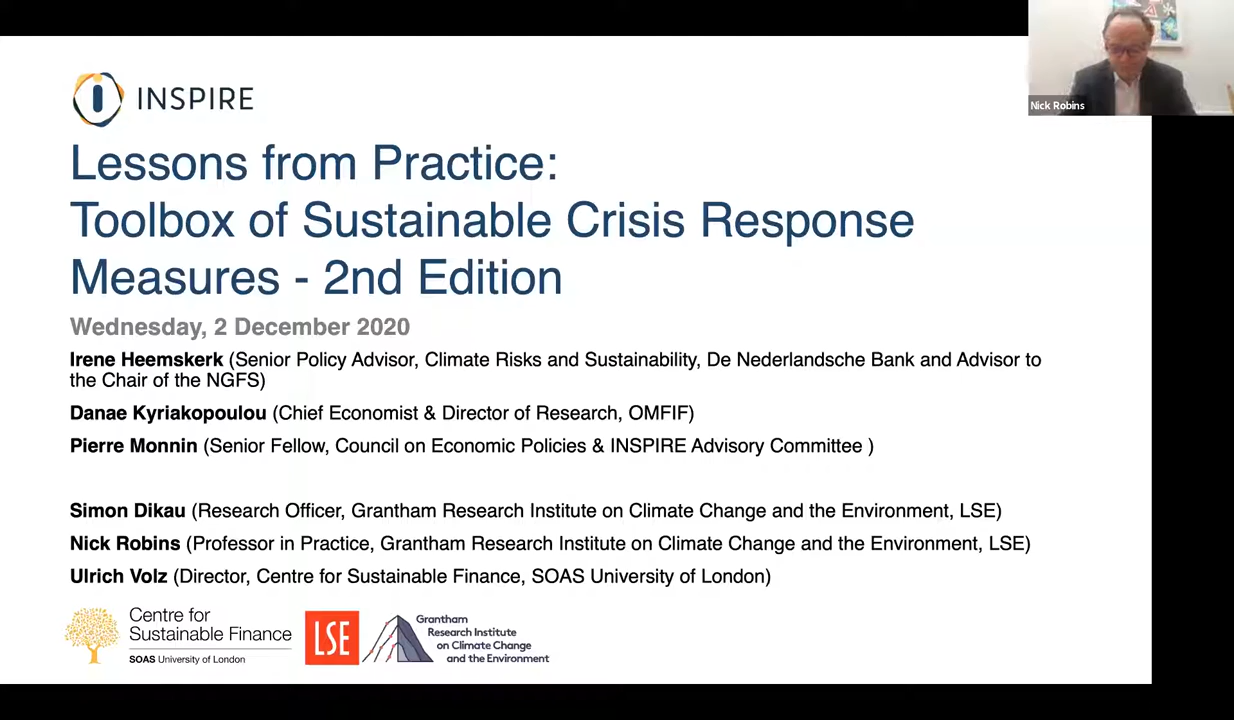 Nick Robins
INSPIRE
Lessons from Practice:
Toolbox of Sustainable Crisis Response
Measures - 2nd Edition
Wednesday, 2 December 2020
Irene Heemskerk (Senior Policy Advisor, Climate Risks and Sustainability, De Nederlandsche Bank and Advisor to
the Chair of the NGFS)
Danae Kyriakopoulou (Chief Economist & Director of Research, OMFIF)
Pierre Monnin (Senior Fellow, Council on Economic Policies & INSPIRE Advisory Committee )
Simon Dikau (Research Officer, Grantham Research Institute on Climate Change and the Environment, LSE)
Nick Robins (Professor in Practice, Grantham Research Institute on Climate Change and the Environment, LSE)
Ulrich Volz (Director, Centre for Sustainable Finance, SOAS University of London)
Centre for
Sustainable Finance
SOAS University of London
LSE
Grantham
Research Institute
on Climate Change
and the Environment